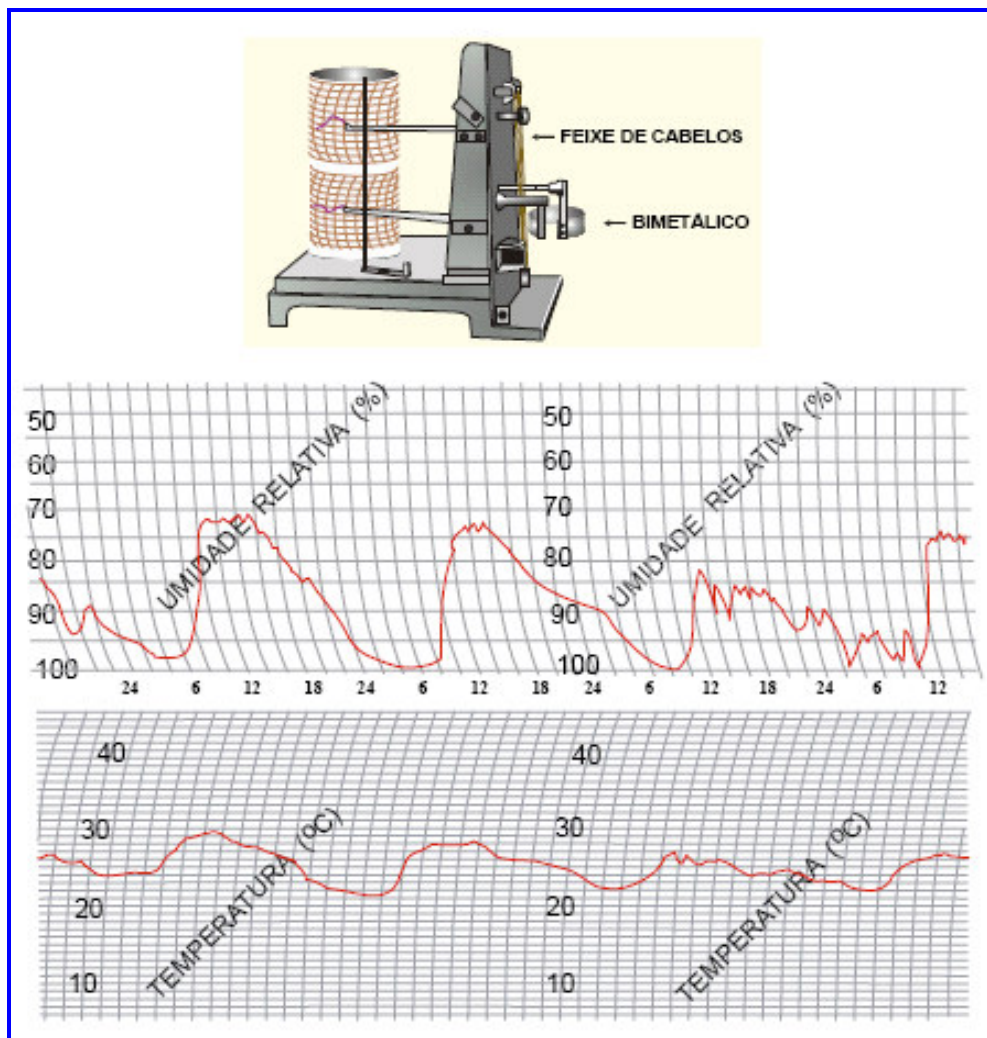 FEIXE DE CABELOS
BIMETÁLICO
50 50
60 60
70 70
80 80
90 90
100 100
UMIDADE RELATIVA (%) UMIDADE RELATIVA (%)
24 6 12 18 24 6 12 18 24 6 12 18 24 6 12
40 40
30 30
20 20
10 10
TEMPERATURA (ºC) TEMPERATURA (ºC)